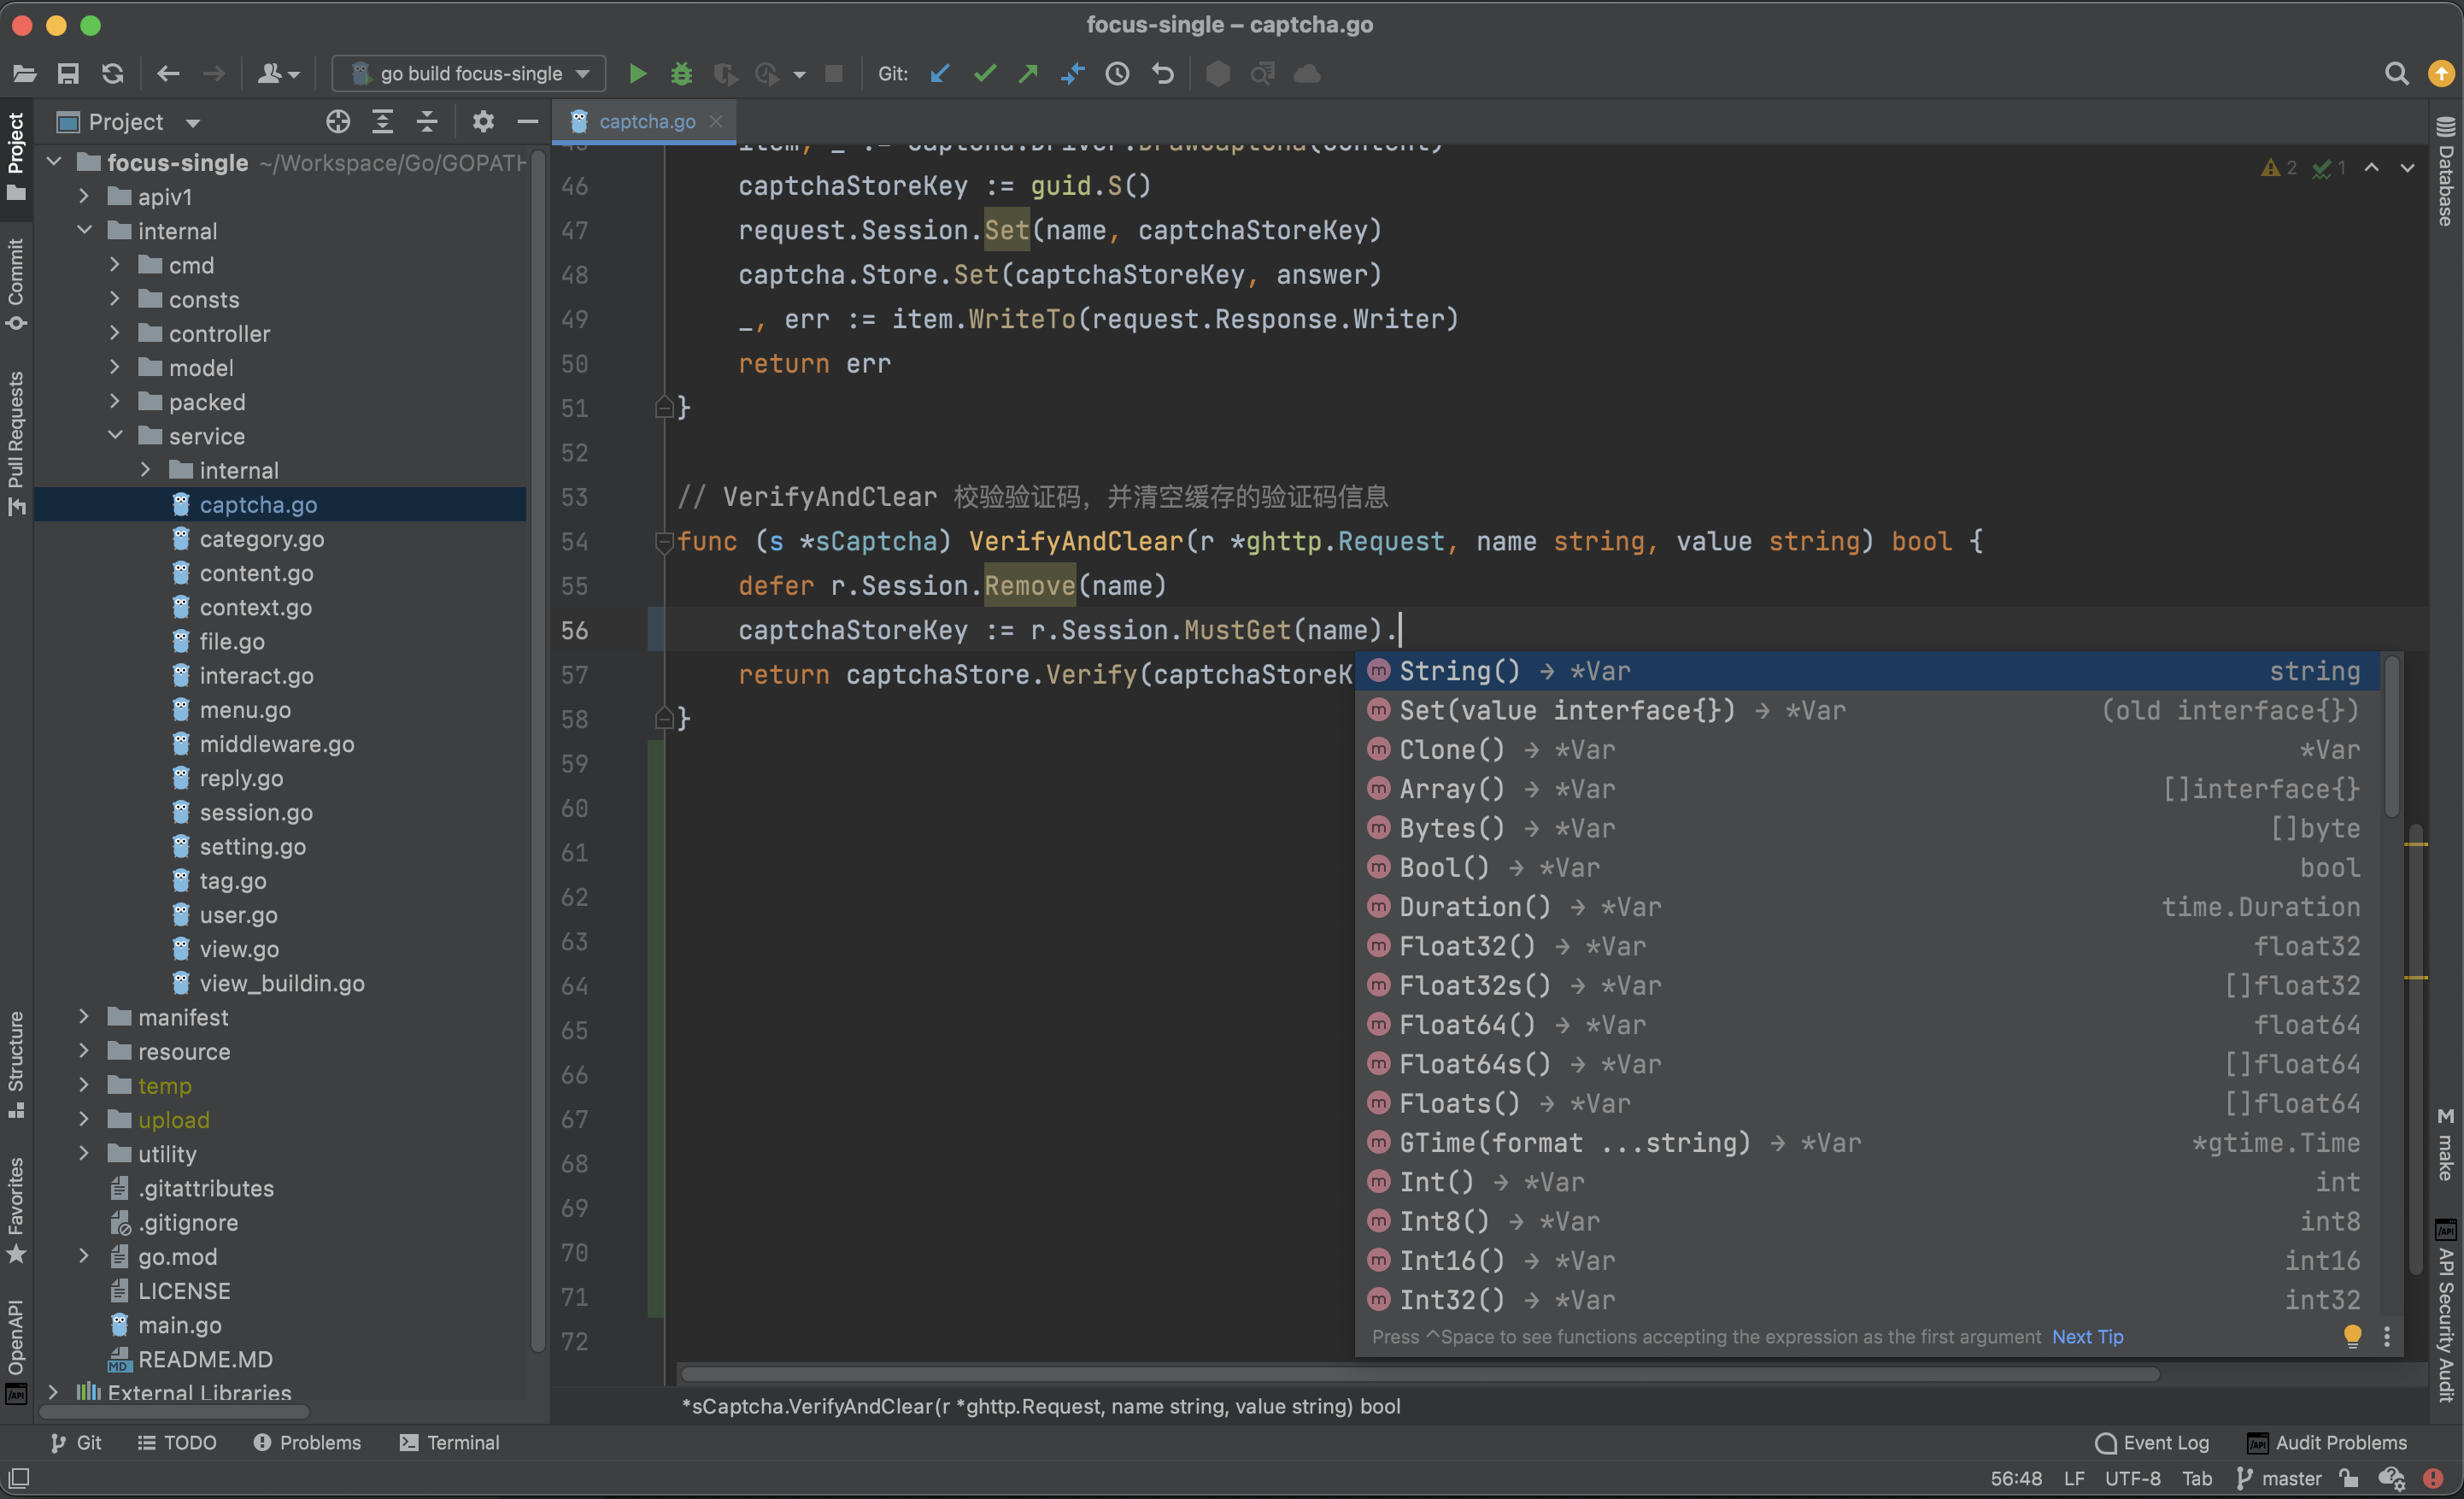 focus-single – captcha.go
go build focus-single
Git:
Project
captcha.go
Project
Commit
Pull Requests
Structure
Favorites
OpenAPI
focus-single ~/Workspace/Go/GOPATH
apiv1
internal
cmd
consts
controller
model
packed
service
internal
captcha.go
category.go
content.go
context.go
file.go
interact.go
menu.go
middleware.go
reply.go
session.go
setting.go
tag.go
user.go
view.go
view_buildin.go
manifest
resource
temp
upload
utility
.gitattributes
.gitignore
go.mod
LICENSE
main.go
README.MD
External Libraries
2 1
item, _ := captcha.Driver.DrawCaptcha(content)
46 captchaStoreKey := guid.S()
47 request.Session.Set(name, captchaStoreKey)
48 captcha.Store.Set(captchaStoreKey, answer)
49 _, err := item.WriteTo(request.Response.Writer)
50 return err
51 }
52
53 // VerifyAndClear 校验验证码，并清空缓存的验证码信息
54 func (s *sCaptcha) VerifyAndClear(r *ghttp.Request, name string, value string) bool {
55 defer r.Session.Remove(name)
56 captchaStoreKey := r.Session.MustGet(name).
57 return captchaStore.Verify(captchaStoreK
58 }
59
60
61
62
63
64
65
66
67
68
69
70
71
72
m String() → *Var string
m Set(value interface{}) → *Var (old interface{})
m Clone() → *Var *Var
m Array() → *Var []interface{}
m Bytes() → *Var []byte
m Bool() → *Var bool
m Duration() → *Var time.Duration
m Float32() → *Var float32
m Float32s() → *Var []float32
m Float64() → *Var float64
m Float64s() → *Var []float64
m Floats() → *Var []float64
m GTime(format ...string) → *Var *gtime.Time
m Int() → *Var int
m Int8() → *Var int8
m Int16() → *Var int16
m Int32() → *Var int32
Press ^Space to see functions accepting the expression as the first argument Next Tip
*sCaptcha.VerifyAndClear(r *ghttp.Request, name string, value string) bool
Database
make
API Security Audit
Git TODO Problems Terminal
Event Log Audit Problems
56:48 LF UTF-8 Tab master